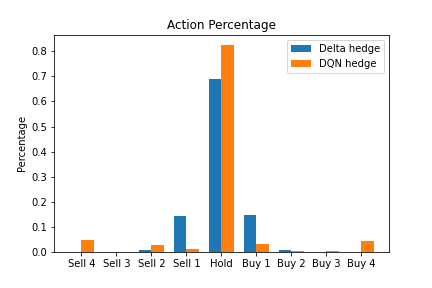 Action Percentage
Delta hedge
DQN hedge
Percentage
0.8
0.7
0.6
0.5
0.4
0.3
0.2
0.1
0.0
Sell 4 Sell 3 Sell 2 Sell 1 Hold Buy 1 Buy 2 Buy 3 Buy 4